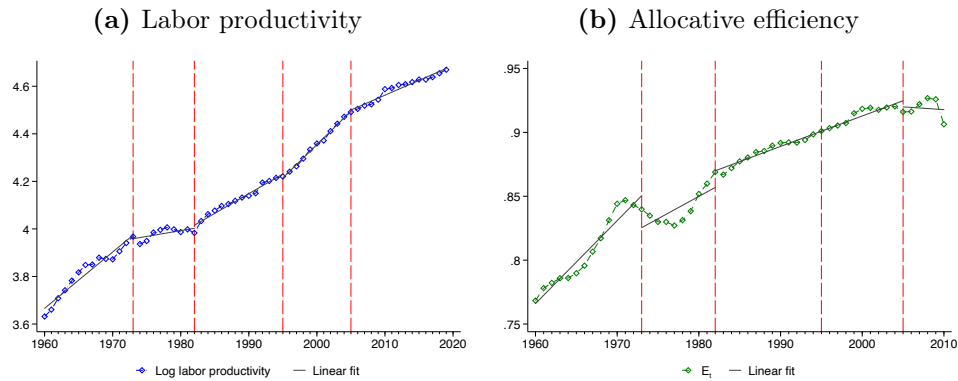 (a) Labor productivity
4.6
4.4
4.2
4
3.8
3.6
1960 1970 1980 1990 2000 2010 2020
Log labor productivity Linear fit
(b) Allocative efficiency
.95
.9
.85
.8
.75
1960 1970 1980 1990 2000 2010
E_L Linear fit